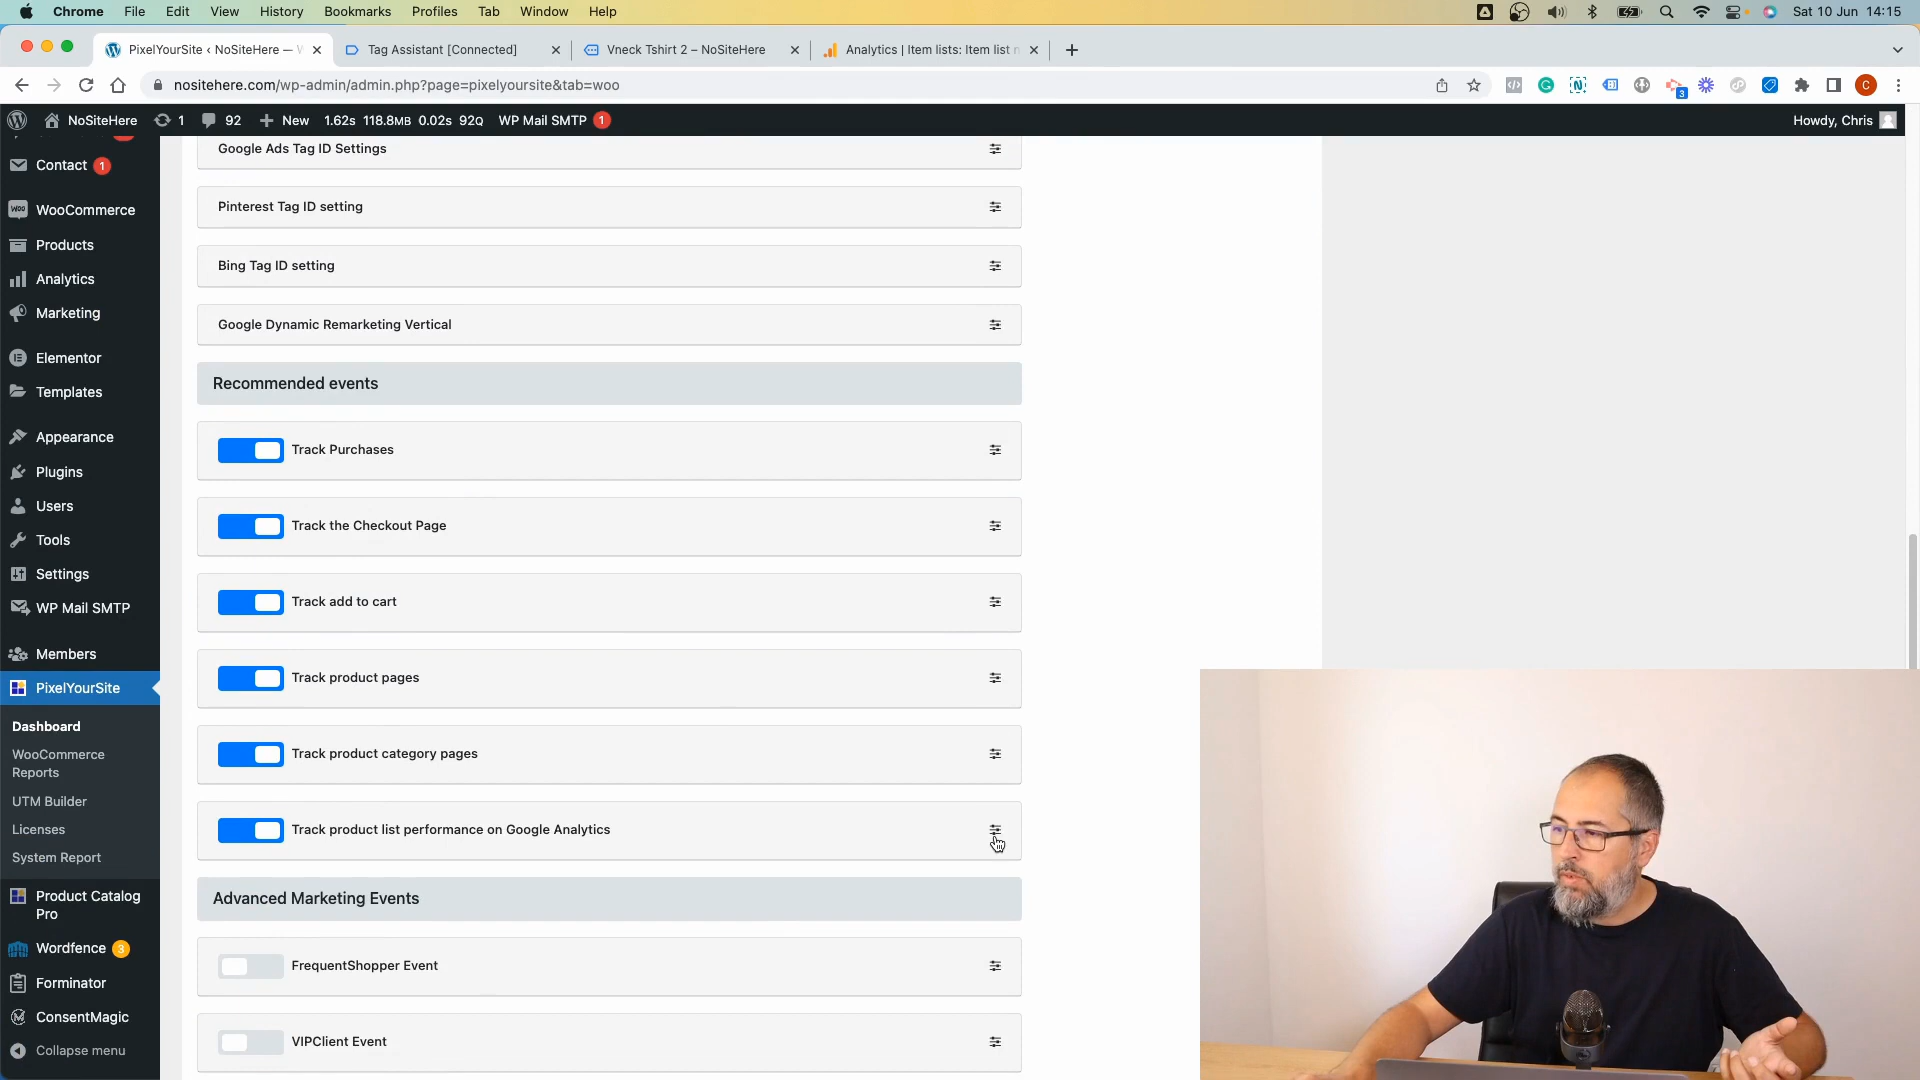 Chrome File Edit View History Bookmarks Profiles Tab Window Help
Sat 10 Jun 14:15
PixelYourSite ‹ NoSiteHere — W
Tag Assistant [Connected]
Vneck Tshirt 2 – NoSiteHere
Analytics | Item lists: Item list n
nositehere.com/wp-admin/admin.php?page=pixelyoursite&tab=woo
3
C
NoSiteHere 1 92 New 1.62s 118.8MB 0.02s 92Q WP Mail SMTP 1
Howdy, Chris
Contact 1
WooCommerce
Products
Analytics
Marketing
Elementor
Templates
Appearance
Plugins
Users
Tools
Settings
WP Mail SMTP
Members
PixelYourSite
Dashboard
WooCommerce
Reports
UTM Builder
Licenses
System Report
Product Catalog
Pro
Wordfence 3
Forminator
ConsentMagic
Collapse menu
Google Ads Tag ID Settings
Pinterest Tag ID setting
Bing Tag ID setting
Google Dynamic Remarketing Vertical
Recommended events
Track Purchases
Track the Checkout Page
Track add to cart
Track product pages
Track product category pages
Track product list performance on Google Analytics
Advanced Marketing Events
FrequentShopper Event
VIPClient Event